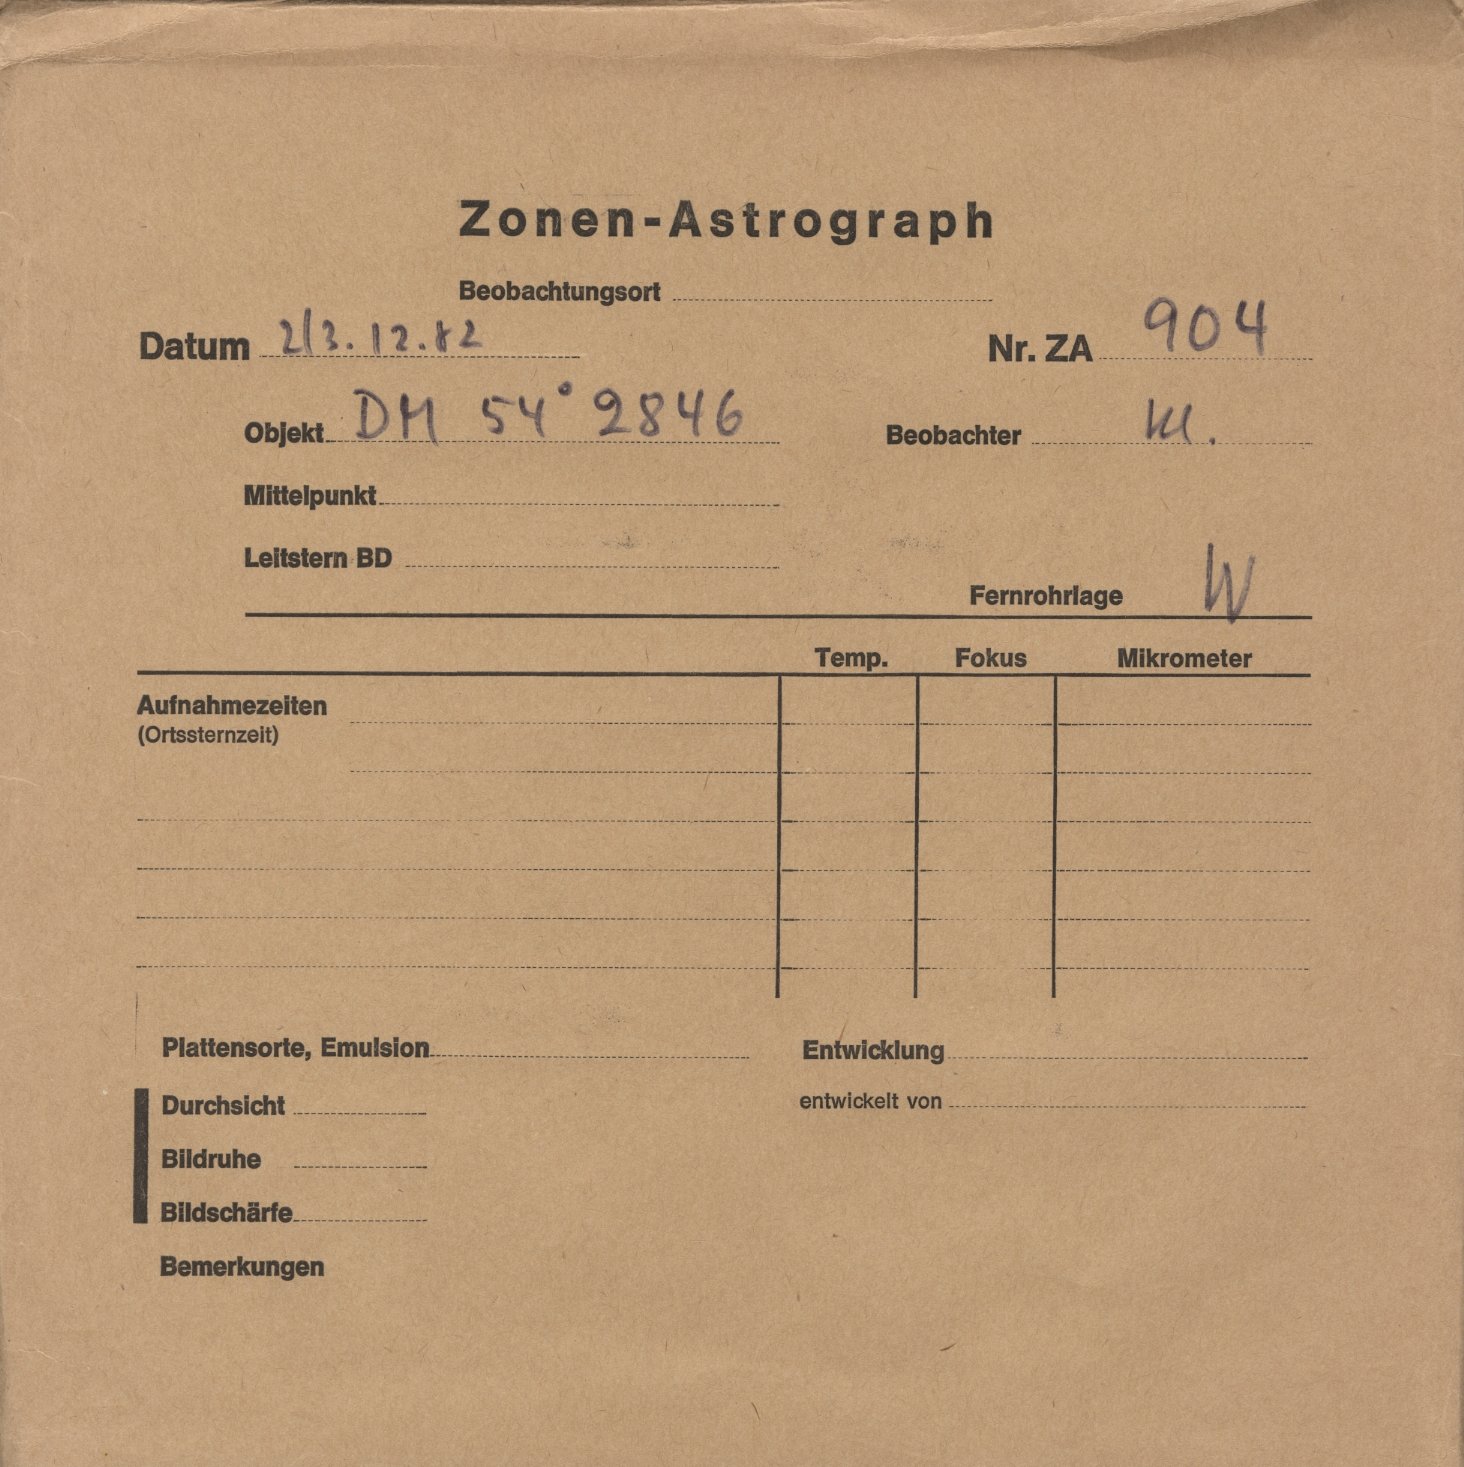 Zonen-Astrograph
Beobachtungsort
Datum 2/3.12.82
Nr. ZA 904
Objekt DM 54° 2846
Beobachter Kl.
Mittelpunkt
Leitstern BD
Fernrohrlage W
Temp. Fokus Mikrometer
Aufnahmezeiten
(Ortssternzeit)
Plattensorte, Emulsion
Entwicklung
Durchsicht
entwickelt von
Bildruhe
Bildschärfe
Bemerkungen